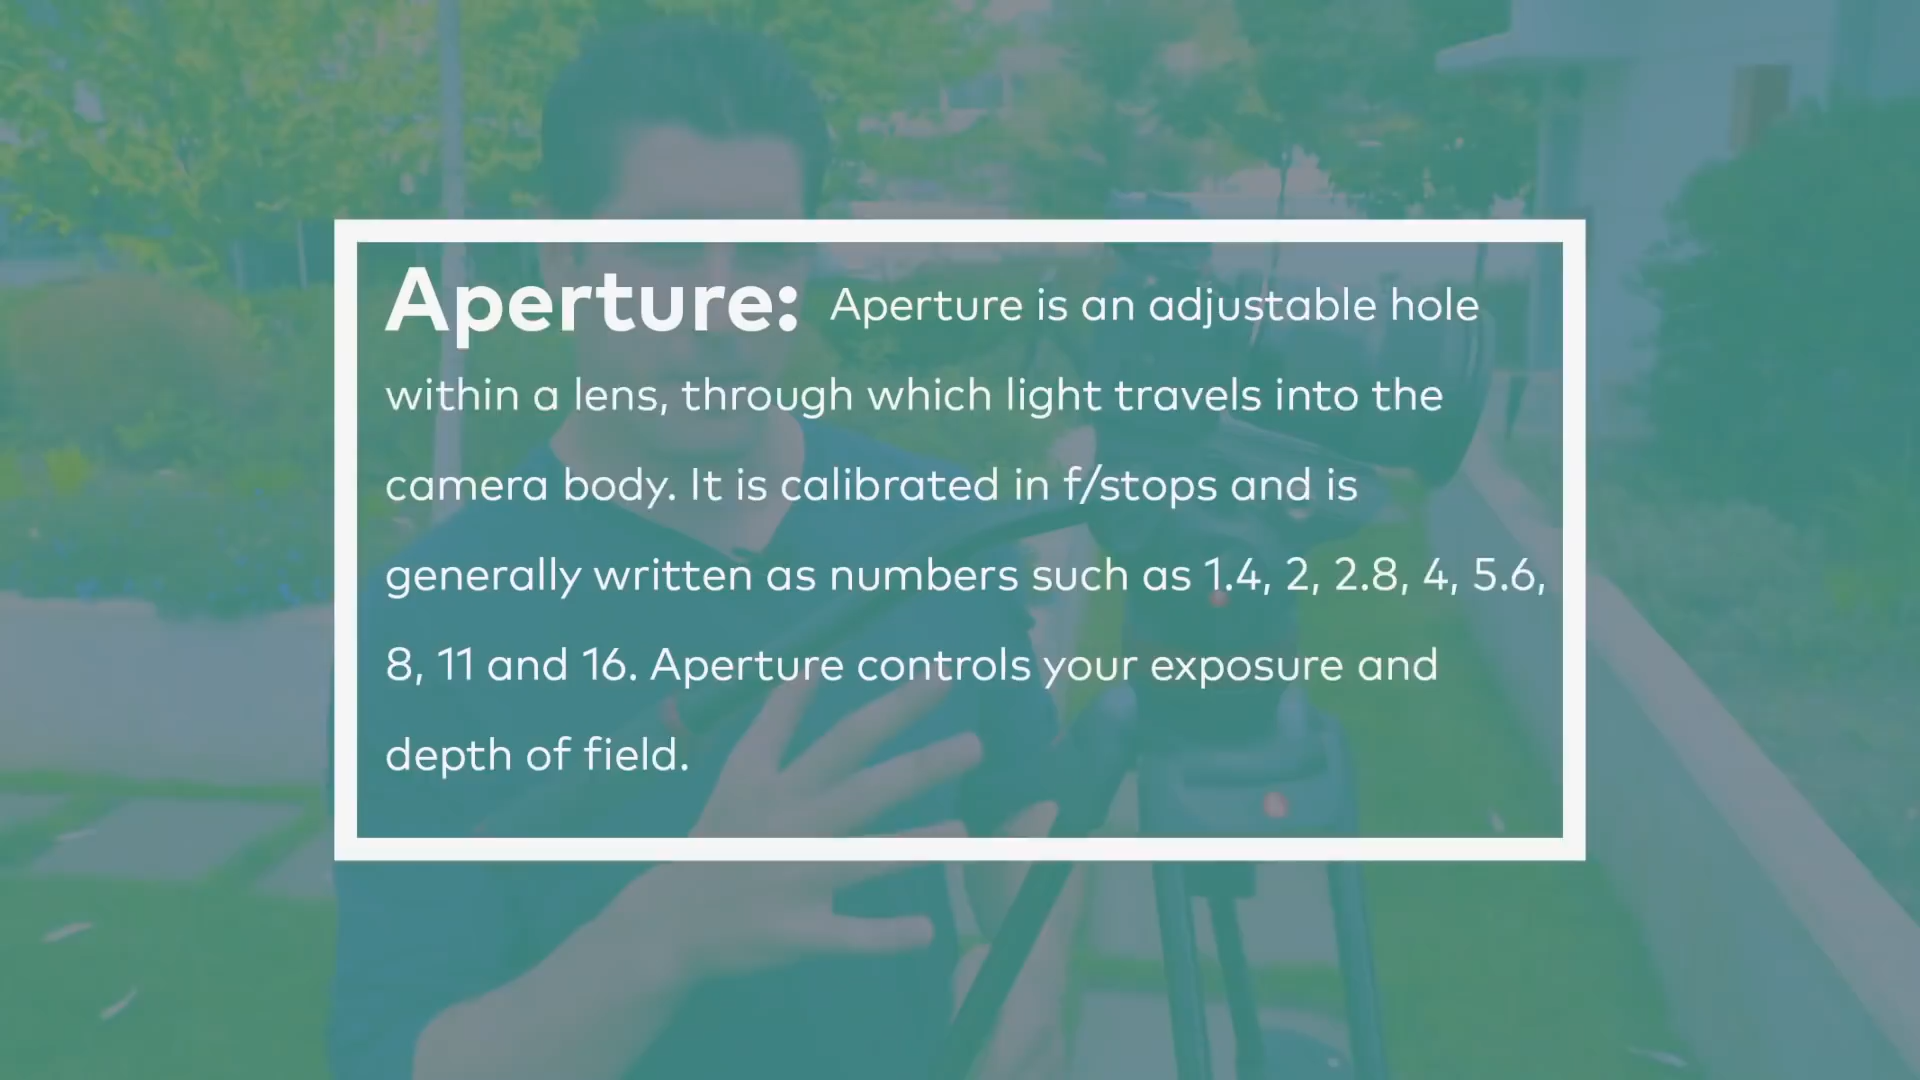 Aperture: Aperture is an adjustable hole
within a lens, through which light travels into the
camera body. It is calibrated in f/stops and is
generally written as numbers such as 1.4, 2, 2.8, 4, 5.6,
8, 11 and 16. Aperture controls your exposure and
depth of field.